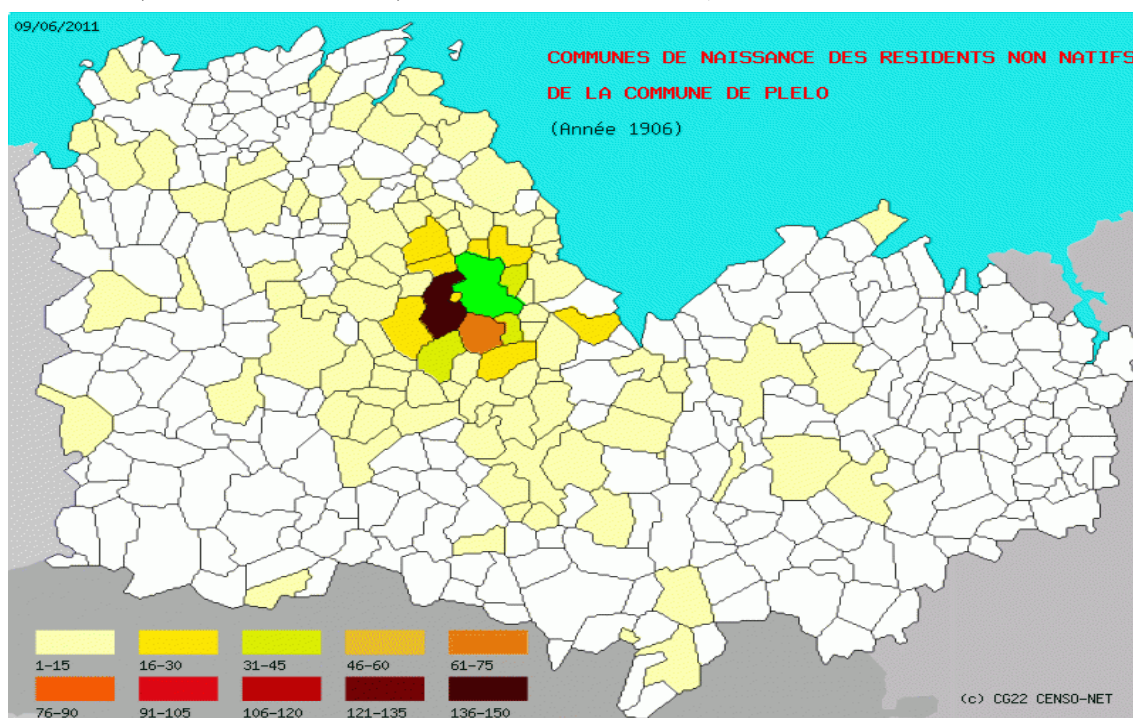 09/06/2011
COMMUNES DE NAISSANCE DES RESIDENTS NON NATIFS
DE LA COMMUNE DE PLELO
(Année 1906)
1-15
16-30
31-45
46-60
61-75
76-90
91-105
106-120
121-135
136-150
(c) CG22 CENSO-NET